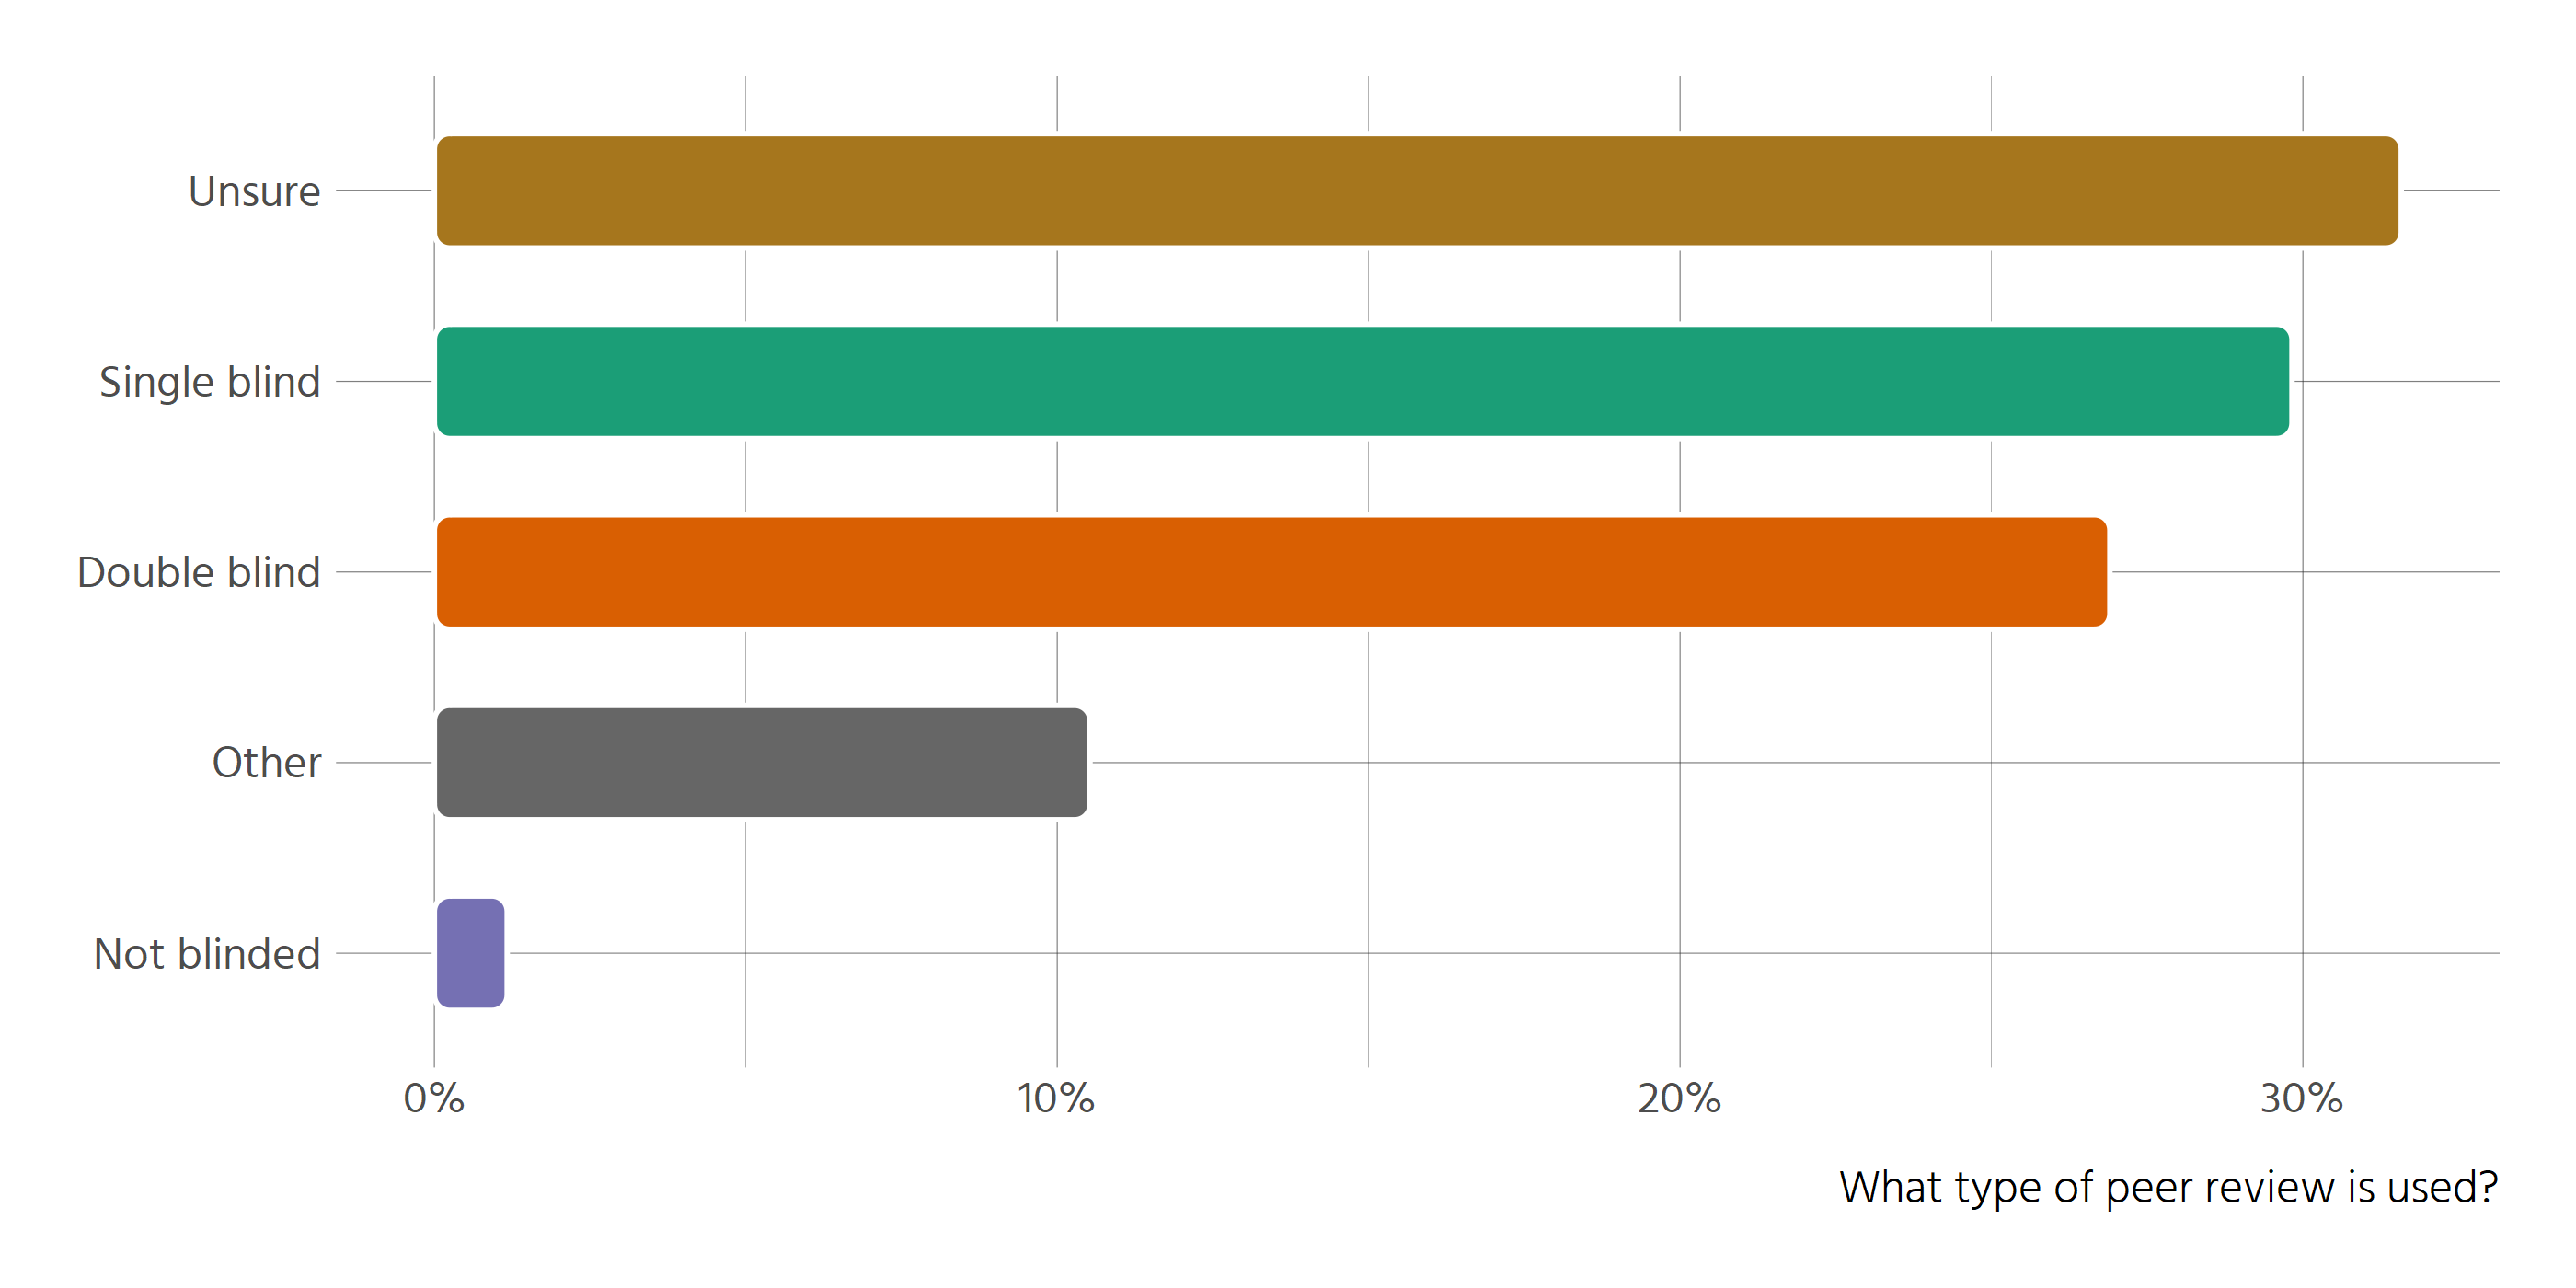 Unsure
Single blind
Double blind
Other
Not blinded
0% 10% 20% 30%
What type of peer review is used?